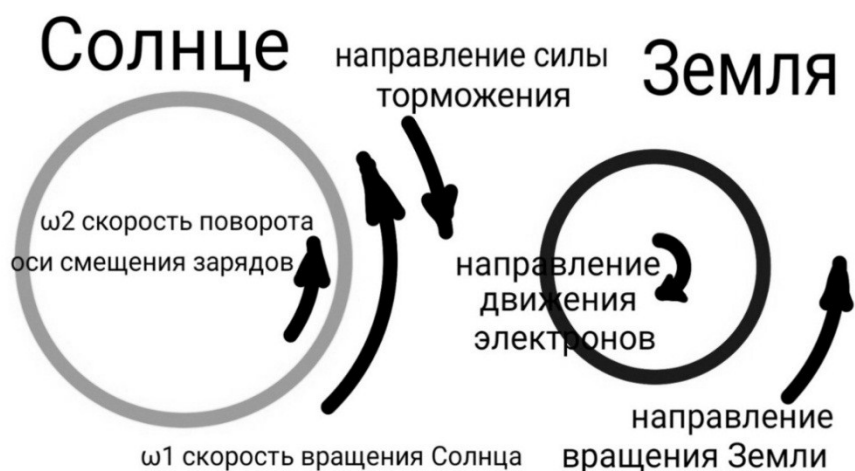 Солнце
направление силы
торможения
Земля
ω2 скорость поворота
оси смещения зарядов
направление
движения
электронов
направление
вращения Земли
ω1 скорость вращения Солнца